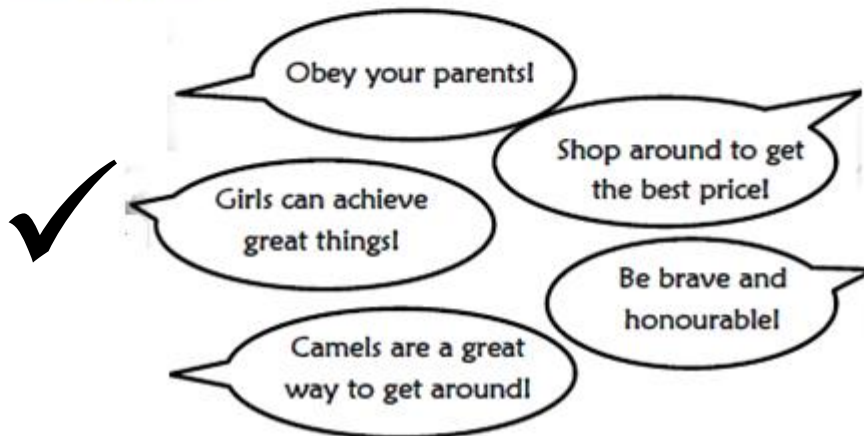 Obey your parents!
Shop around to get
the best price!
Girls can achieve
great things!
Be brave and
honourable!
Camels are a great
way to get around!